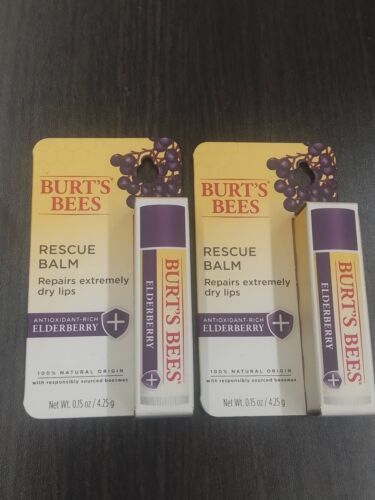 BURT'S
BEES
RESCUE
BALM
Repairs extremely
dry lips
ANTIOXIDANT-RICH
ELDERBERRY
100% NATURAL ORIGIN
with responsibly sourced beeswax
Net Wt. 0.15 oz / 4.25 g
BURT'S BEES
ELDERBERRY
BURT'S
BEES
RESCUE
BALM
Repairs extremely
dry lips
ANTIOXIDANT-RICH
ELDERBERRY
100% NATURAL ORIGIN
with responsibly sourced beeswax
Net Wt. 0.15 oz / 4.25 g
BURT'S BEES
ELDERBERRY